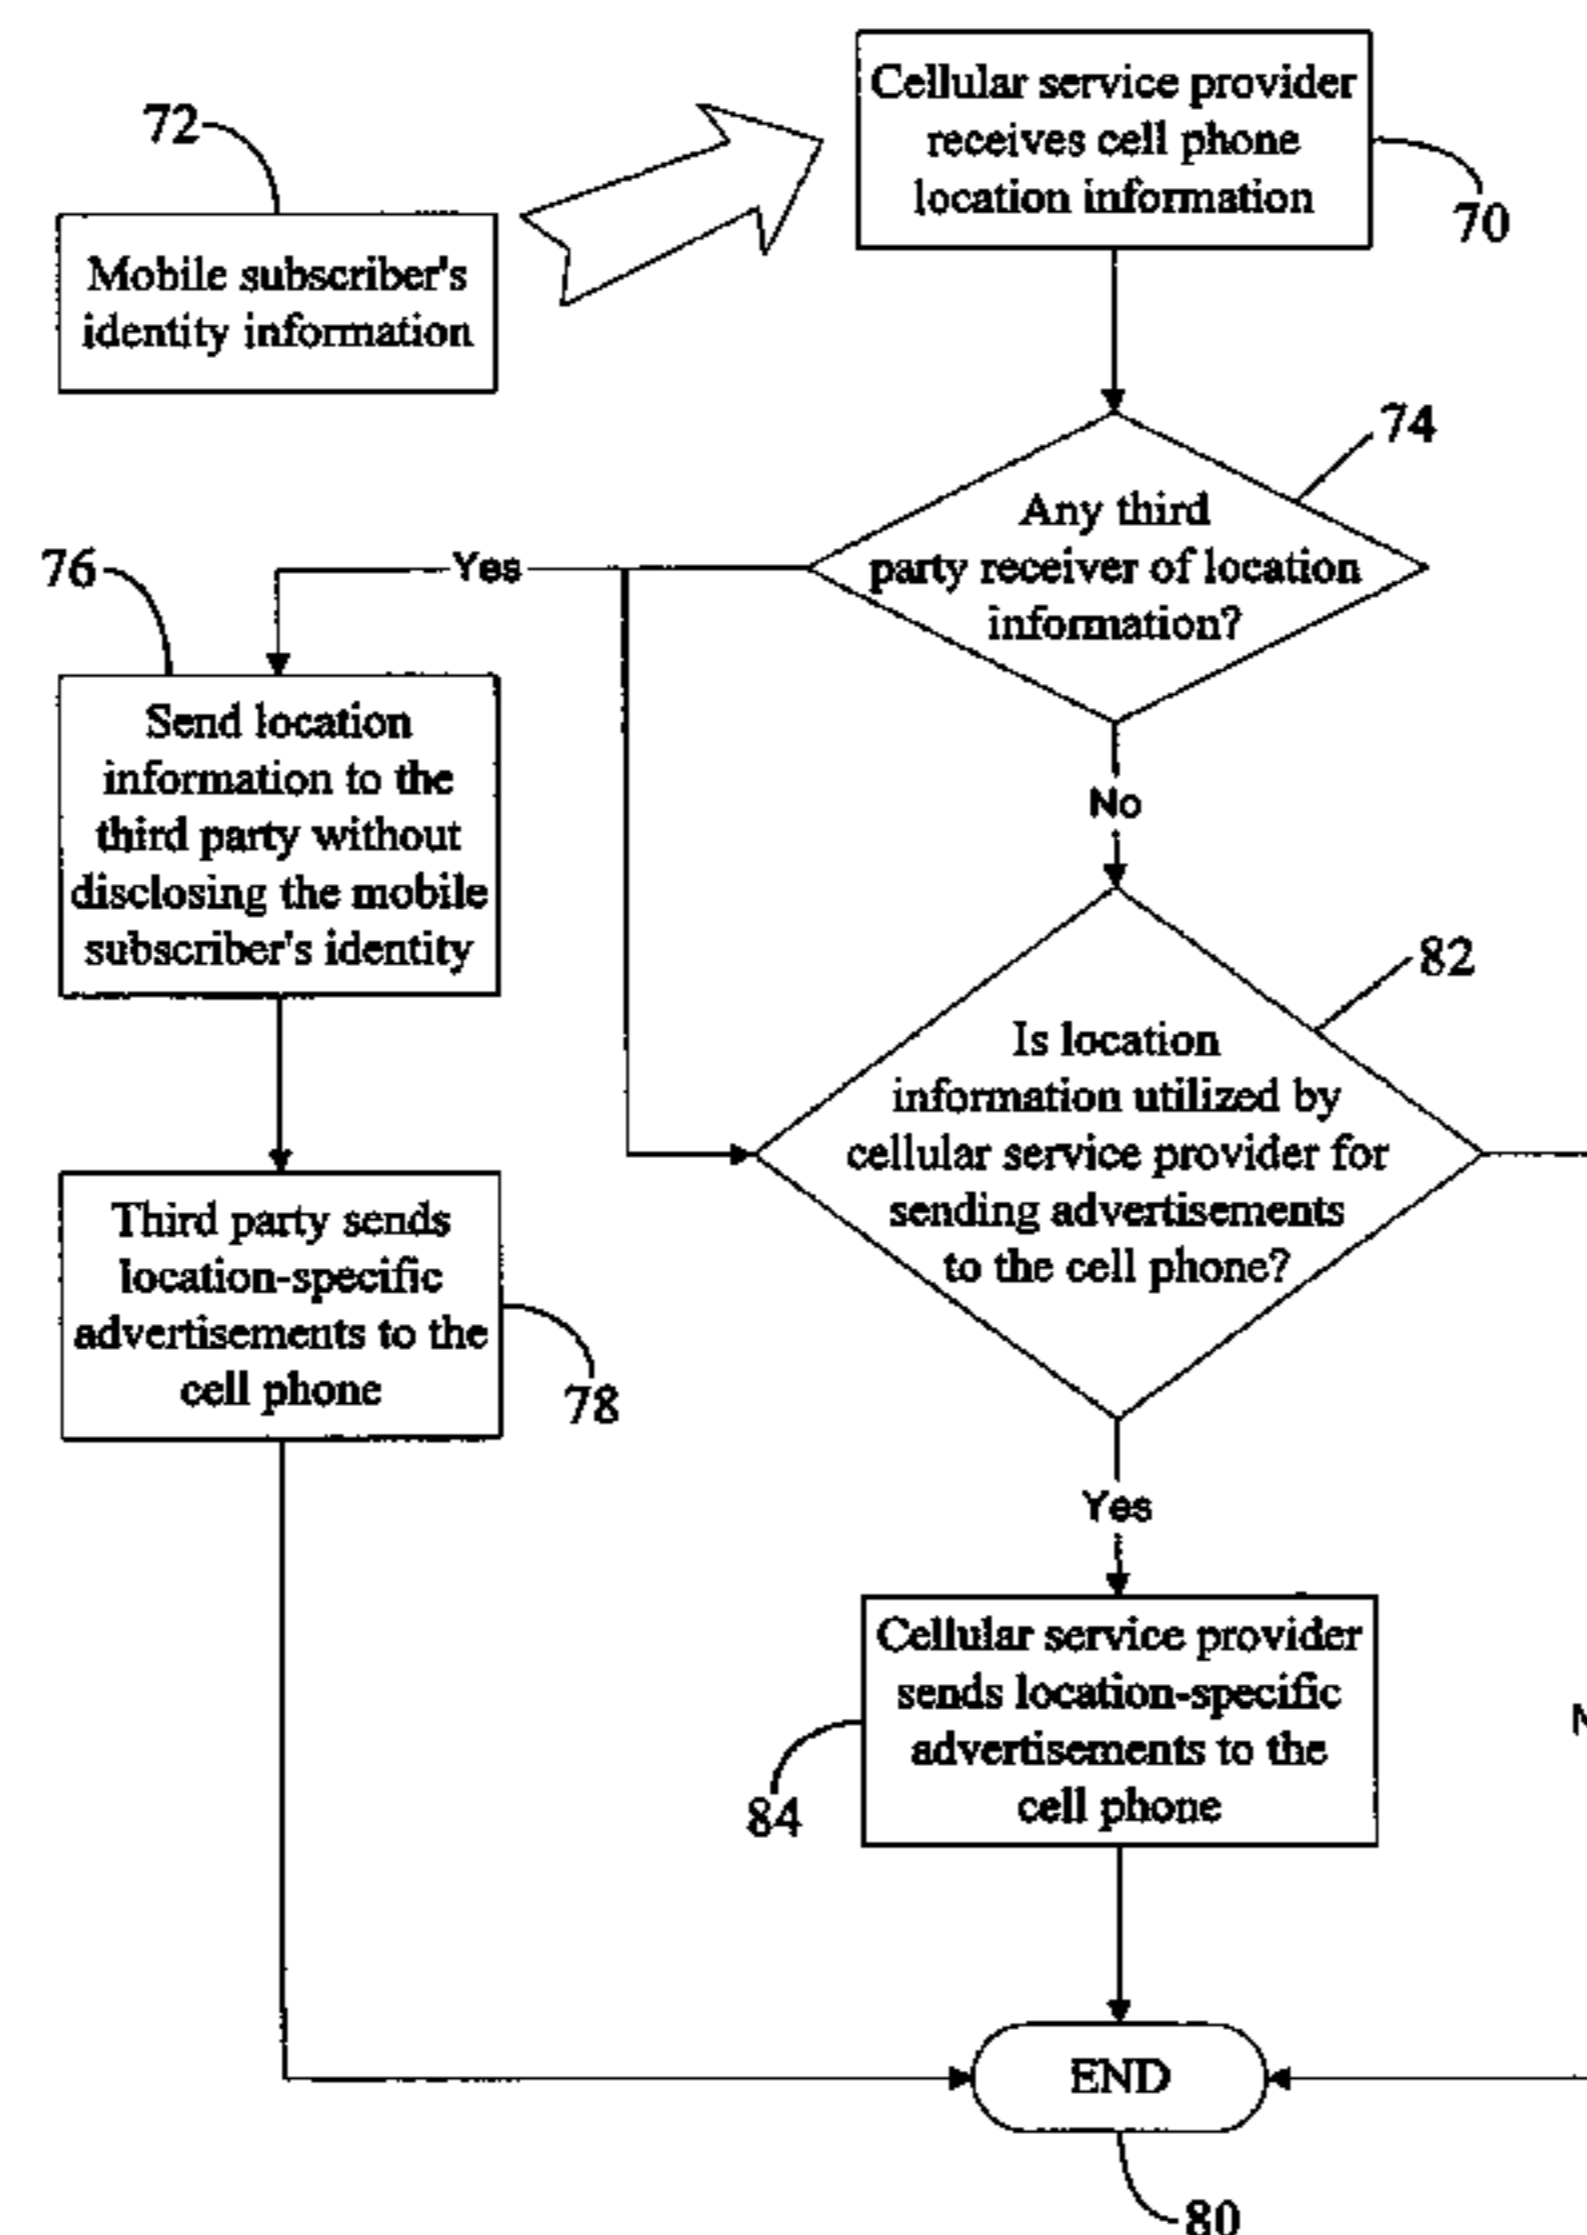 Cellular service provider
receives cell phone
location information
70
72
Mobile subscriber's
identity information
74
Any third
party receiver of location
information?
Yes
76
Send location
information to the
third party without
disclosing the mobile
subscriber's identity
No
82
Is location
information utilized by
cellular service provider for
sending advertisements
to the cell phone?
Third party sends
location-specific
advertisements to the
cell phone
78
Yes
Cellular service provider
sends location-specific
advertisements to the
cell phone
84
END
80